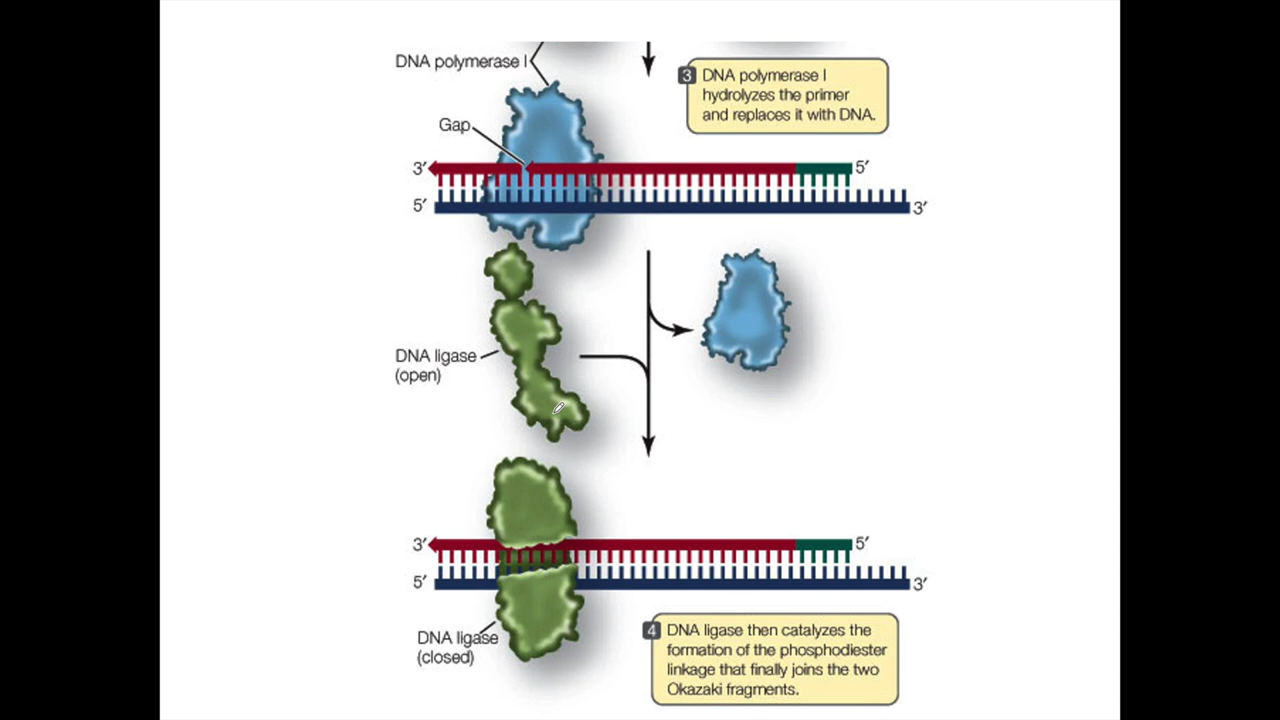 DNA polymerase I
3 DNA polymerase I
hydrolyzes the primer
and replaces it with DNA.
Gap
3′ 5′
5′ 3′
DNA ligase
(open)
3′ 5′
5′ 3′
DNA ligase
(closed)
4 DNA ligase then catalyzes the
formation of the phosphodiester
linkage that finally joins the two
Okazaki fragments.